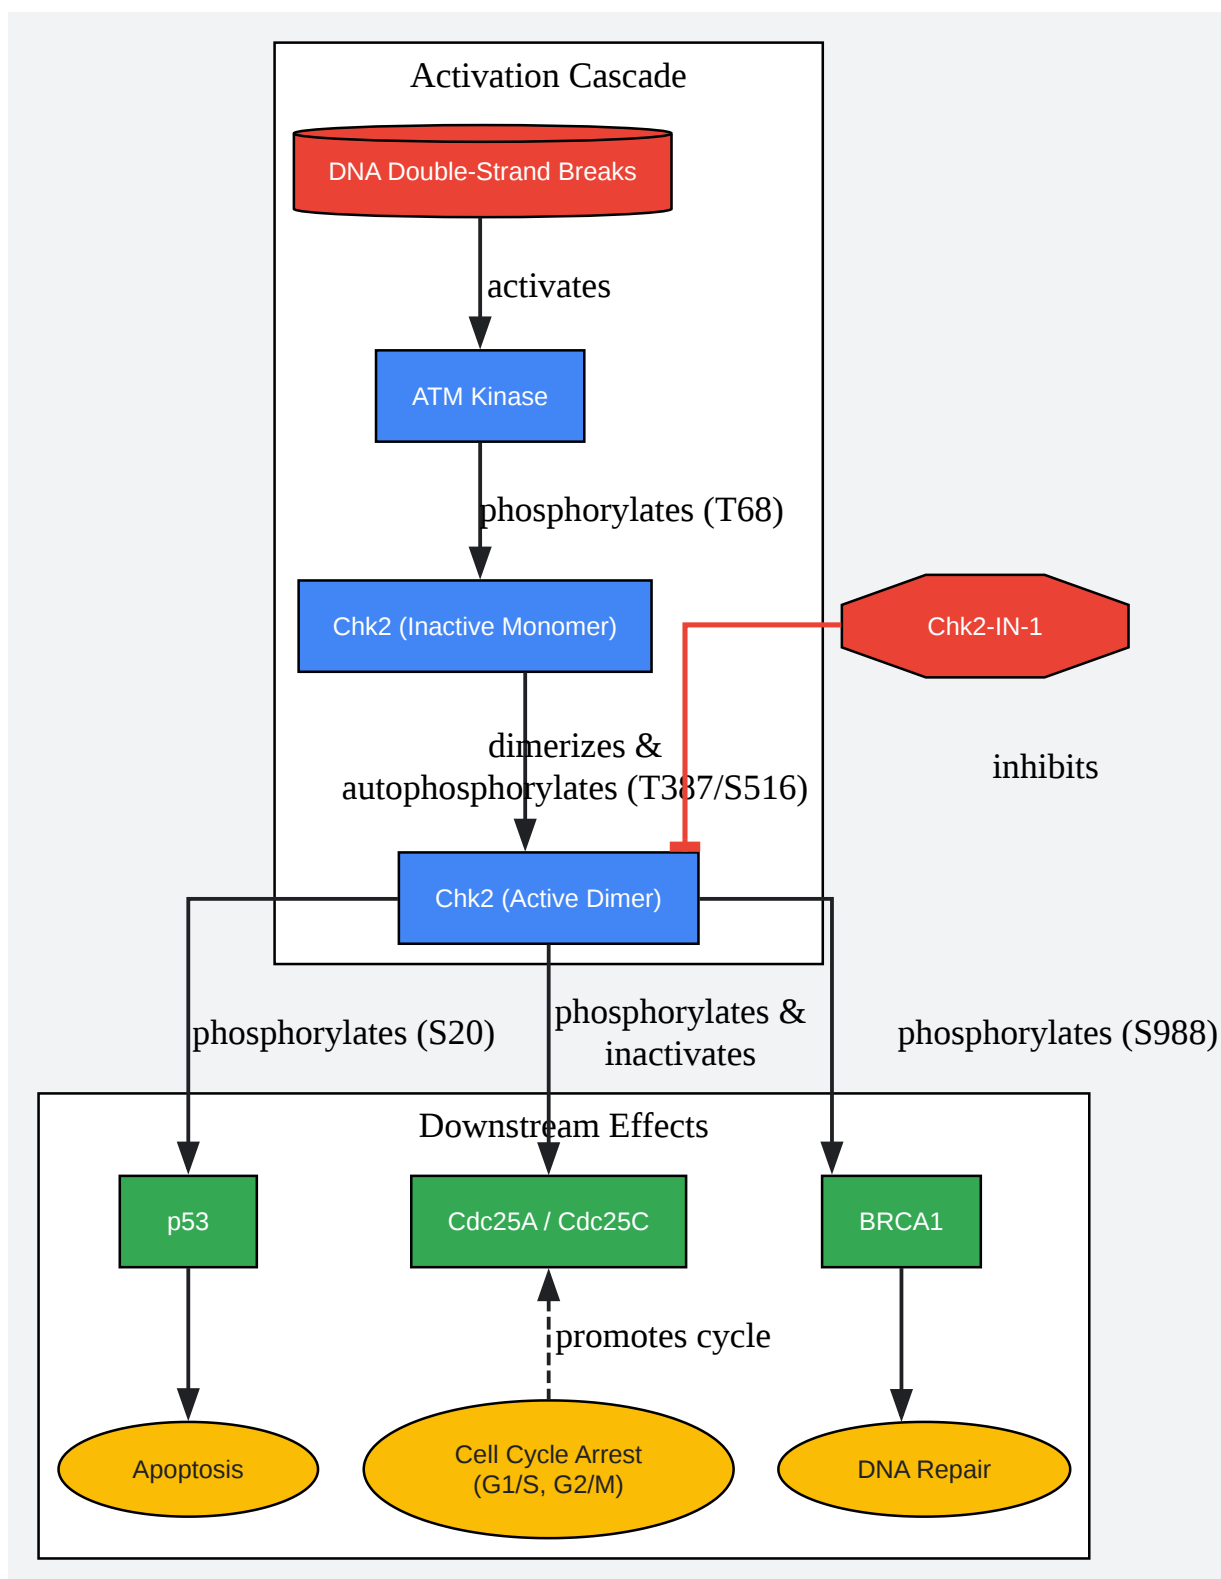 Activation Cascade
DNA Double-Strand Breaks
activates
ATM Kinase
phosphorylates (T68)
Chk2 (Inactive Monomer)
Chk2-IN-1
dimerizes &
autophosphorylates (T387/S516)
inhibits
Chk2 (Active Dimer)
phosphorylates (S20)
phosphorylates &
inactivates
phosphorylates (S988)
Downstream Effects
p53
Cdc25A / Cdc25C
BRCA1
promotes cycle
Apoptosis
Cell Cycle Arrest
(G1/S, G2/M)
DNA Repair